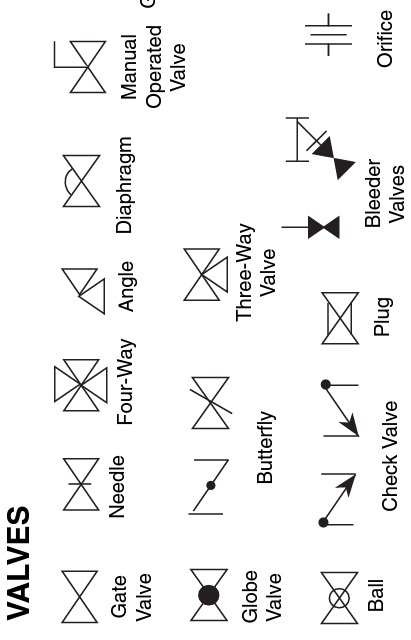 VALVES
Gate
Valve
Needle
Four-Way
Angle
Diaphragm
Manual
Operated
Valve
Globe
Valve
Butterfly
Three-Way
Valve
Ball
Check Valve
Plug
Bleeder
Valves
Orifice